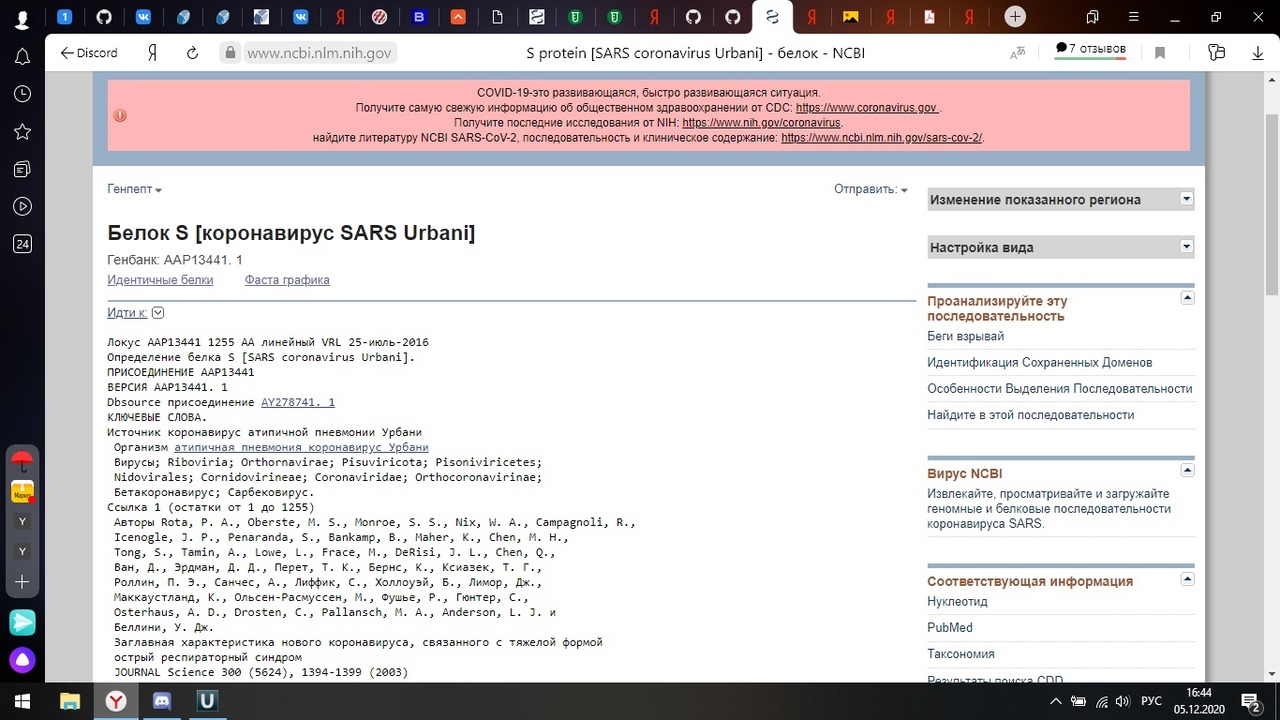 ← Discord
www.ncbi.nlm.nih.gov
S protein [SARS coronavirus Urbani] - белок - NCBI
7 отзывов
COVID-19-это развивающаяся, быстро развивающаяся ситуация.
Получите самую свежую информацию об общественном здравоохранении от CDC: https://www.coronavirus.gov .
Получите последние исследования от NIH: https://www.nih.gov/coronavirus.
найдите литературу NCBI SARS-CoV-2, последовательность и клиническое содержание: https://www.ncbi.nlm.nih.gov/sars-cov-2/.
Генпепт
Отправить:
Белок S [коронавирус SARS Urbani]
Генбанк: AAP13441. 1
Идентичные белки Фаста графика
Идти к:
Локус AAP13441 1255 AA линейный VRL 25-июль-2016
Определение белка S [SARS coronavirus Urbani].
ПРИСОЕДИНЕНИЕ AAP13441
ВЕРСИЯ AAP13441. 1
Dbsource присоединение AY278741. 1
КЛЮЧЕВЫЕ СЛОВА.
Источник коронавирус атипичной пневмонии Урбани
Организм атипичная пневмония коронавирус Урбани
Вирусы; Riboviria; Orthornavirae; Pisuviricota; Pisoniviricetes;
Nidovirales; Cornidovirineae; Coronaviridae; Orthocoronavirinae;
Бетакоронавирус; Сарбековирус.
Ссылка 1 (остатки от 1 до 1255)
Авторы Rota, P. A., Oberste, M. S., Monroe, S. S., Nix, W. A., Campagnoli, R.,
Icenogle, J. P., Penaranda, S., Bankamp, B., Maher, K., Chen, M. H.,
Tong, S., Tamin, A., Lowe, L., Frace, M., DeRisi, J. L., Chen, Q.,
Ван, Д., Эрдман, Д. Д., Перет, Т. К., Бернс, К., Ксиазек, Т. Г.,
Роллин, П. Э., Санчес, А., Лиффик, С., Холлоуэй, Б., Лимор, Дж.,
Маккаустланд, К., Ольсен-Расмуссен, М., Фушье, Р., Гюнтер, С.,
Osterhaus, A. D., Drosten, C., Pallansch, M. A., Anderson, L. J. и
Беллини, У. Дж.
Заглавная характеристика нового коронавируса, связанного с тяжелой формой
острый респираторный синдром
JOURNAL Science 300 (5624), 1394-1399 (2003)
Изменение показанного региона
Настройка вида
Проанализируйте эту
последовательность
Беги взрывай
Идентификация Сохраненных Доменов
Особенности Выделения Последовательности
Найдите в этой последовательности
Вирус NCBI
Извлекайте, просматривайте и загружайте
геномные и белковые последовательности
коронавируса SARS.
Соответствующая информация
Нуклеотид
PubMed
Таксономия
Результаты поиска CDD
24
Маркет
Y
Y
РУС
16:44
05.12.2020
2